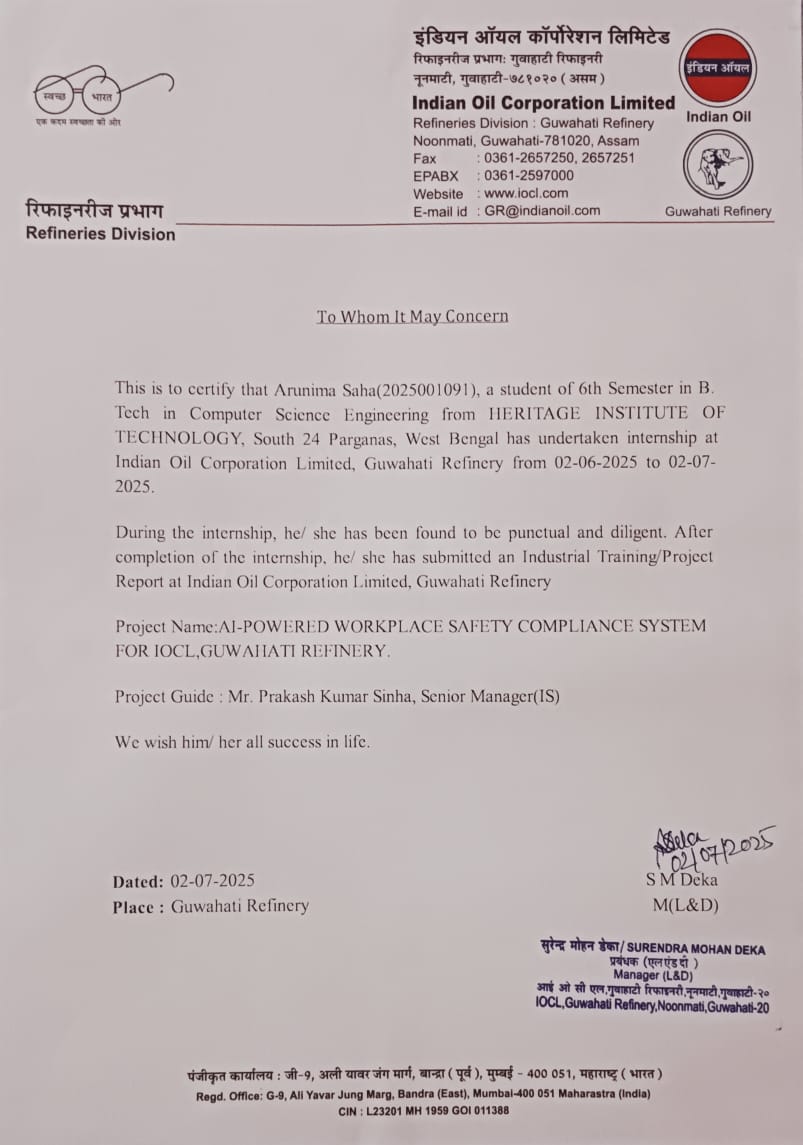 स्वच्छ भारत
एक कदम स्वच्छता की ओर
रिफाइनरीज प्रभाग
Refineries Division
इंडियन ऑयल कॉर्पोरेशन लिमिटेड
रिफाइनरीज प्रभाग: गुवाहाटी रिफाइनरी
नूनमाटी, गुवाहाटी-७८१०२० ( असम )
Indian Oil Corporation Limited
Refineries Division : Guwahati Refinery
Noonmati, Guwahati-781020, Assam
Fax : 0361-2657250, 2657251
EPABX : 0361-2597000
Website : www.iocl.com
E-mail id : GR@indianoil.com
इंडियन ऑयल
Indian Oil
Guwahati Refinery
To Whom It May Concern
This is to certify that Arunima Saha(2025001091), a student of 6th Semester in B.
Tech in Computer Science Engineering from HERITAGE INSTITUTE OF
TECHNOLOGY, South 24 Parganas, West Bengal has undertaken internship at
Indian Oil Corporation Limited, Guwahati Refinery from 02-06-2025 to 02-07-
2025.
During the internship, he/ she has been found to be punctual and diligent. After
completion of the internship, he/ she has submitted an Industrial Training/Project
Report at Indian Oil Corporation Limited, Guwahati Refinery
Project Name:AI-POWERED WORKPLACE SAFETY COMPLIANCE SYSTEM
FOR IOCL,GUWAHATI REFINERY.
Project Guide : Mr. Prakash Kumar Sinha, Senior Manager(IS)
We wish him/ her all success in life.
02/07/2025
Dated: 02-07-2025
Place : Guwahati Refinery
S M Deka
M(L&D)
सुरेन्द्र मोहन डेका/ SURENDRA MOHAN DEKA
प्रबंधक (एल एंड दी )
Manager (L&D)
आई ओ सी एल,गुवाहाटी रिफाइनरी,नूनमाटी,गुवाहाटी-२०
IOCL,Guwahati Refinery,Noonmati,Guwahati-20
पंजीकृत कार्यालय : जी-9, अली यावर जंग मार्ग, बान्द्रा ( पूर्व ), मुम्बई - 400 051, महाराष्ट्र ( भारत )
Regd. Office: G-9, Ali Yavar Jung Marg, Bandra (East), Mumbai-400 051 Maharastra (India)
CIN : L23201 MH 1959 GOI 011388